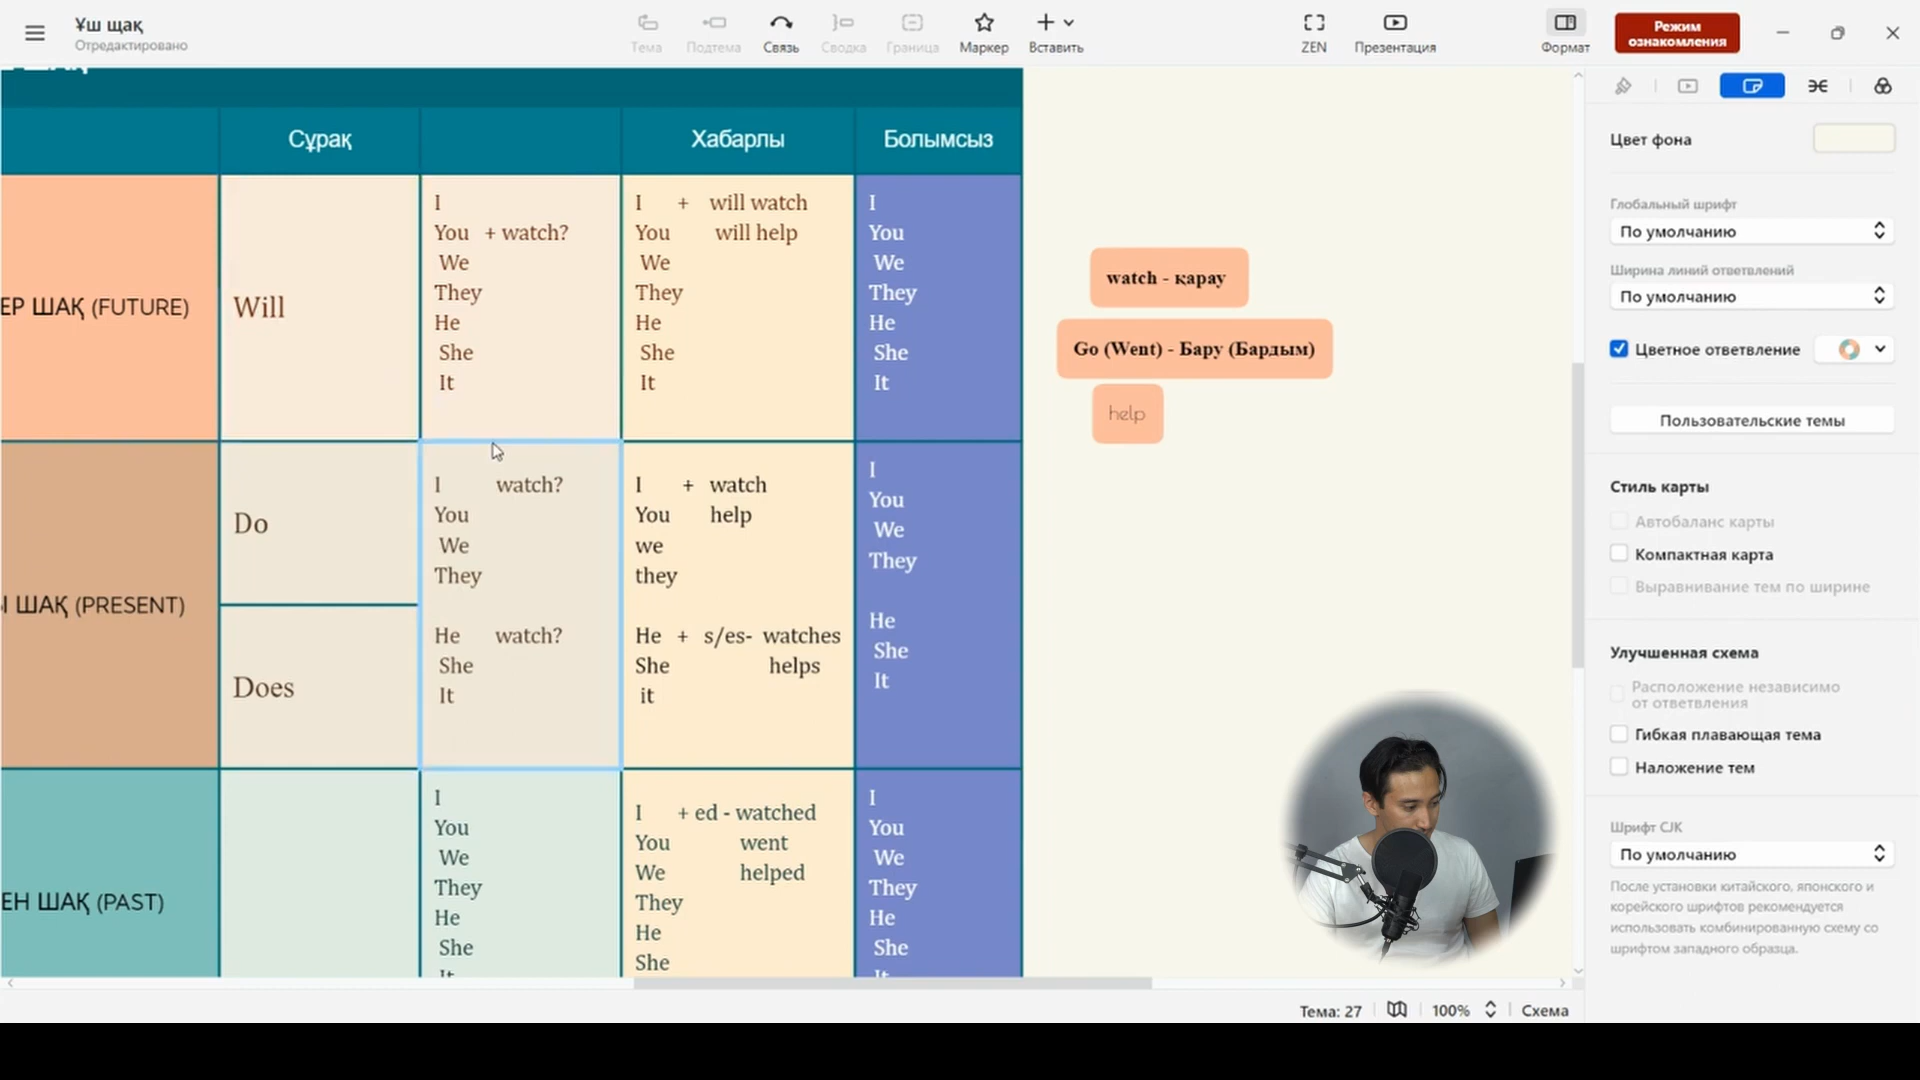 Ұш щақ
Отредактировано
Тема
Подтема
Связь
Сводка
Граница
Маркер
Вставить
ZEN
Презентация
Формат
Режим
ознакомления
Сұрақ
Хабарлы
Болымсыз
ЕР ШАҚ (FUTURE)
Will
I
You + watch?
We
They
He
She
It
I + will watch
You will help
We
They
He
She
It
I
You
We
They
He
She
It
ШАҚ (PRESENT)
Do
Does
I watch?
You
We
They
He watch?
She
It
I + watch
You help
we
they
He + s/es- watches
She helps
it
I
You
We
They
He
She
It
ЕН ШАҚ (PAST)
I
You
We
They
He
She
It
I + ed - watched
You went
We helped
They
He
She
I
You
We
They
He
She
It
watch - қарау
Go (Went) - Бару (Бардым)
help
Цвет фона
Глобальный шрифт
По умолчанию
Ширина линий ответвлений
По умолчанию
Цветное ответвление
Пользовательские темы
Стиль карты
Автобаланс карты
Компактная карта
Выравнивание тем по ширине
Улучшенная схема
Расположение независимо
от ответвления
Гибкая плавающая тема
Наложение тем
Шрифт CJK
По умолчанию
После установки китайского, японского и
корейского шрифтов рекомендуется
использовать комбинированную схему со
шрифтом западного образца.
Тема: 27
100%
Схема